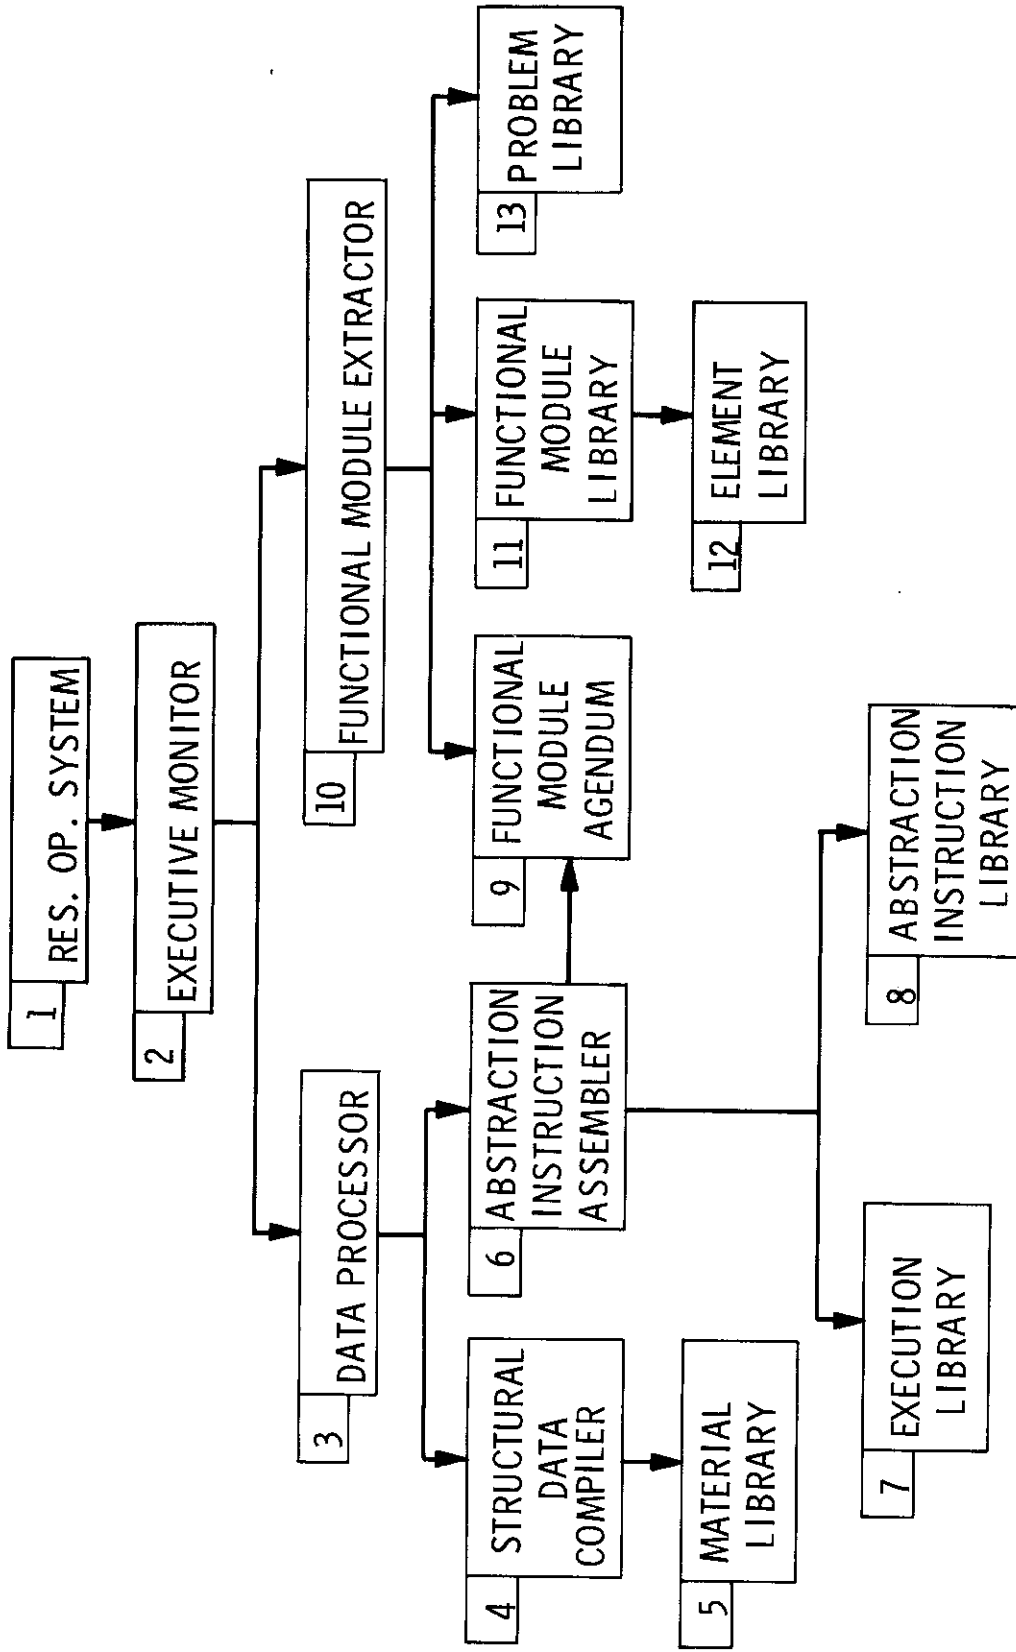 1
RES. OP. SYSTEM
2
EXECUTIVE MONITOR
3
DATA PROCESSOR
10
FUNCTIONAL MODULE EXTRACTOR
4
STRUCTURAL
DATA
COMPILER
6
ABSTRACTION
INSTRUCTION
ASSEMBLER
9
FUNCTIONAL
MODULE
AGENDUM
11
FUNCTIONAL
MODULE
LIBRARY
13
PROBLEM
LIBRARY
5
MATERIAL
LIBRARY
12
ELEMENT
LIBRARY
7
EXECUTION
LIBRARY
8
ABSTRACTION
INSTRUCTION
LIBRARY